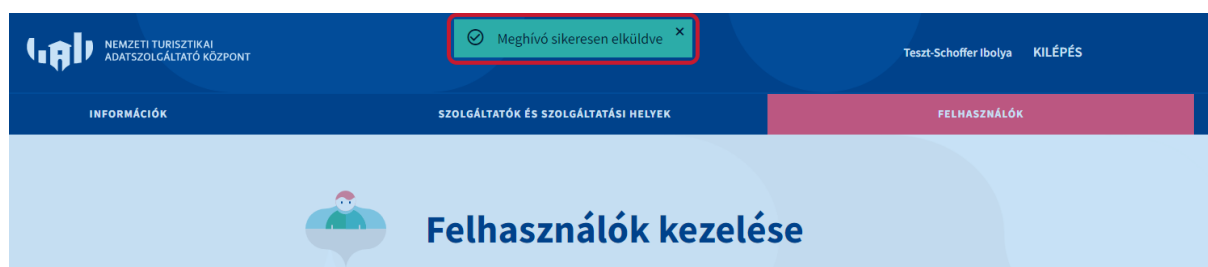 NEMZETI TURISZTIKAI
ADATSZOLGÁLTATÓ KÖZPONT
Meghívó sikeresen elküldve
Teszt-Schoffer Ibolya KILÉPÉS
INFORMÁCIÓK SZOLGÁLTATÓK ÉS SZOLGÁLTATÁSI HELYEK FELHASZNÁLÓK
Felhasználók kezelése